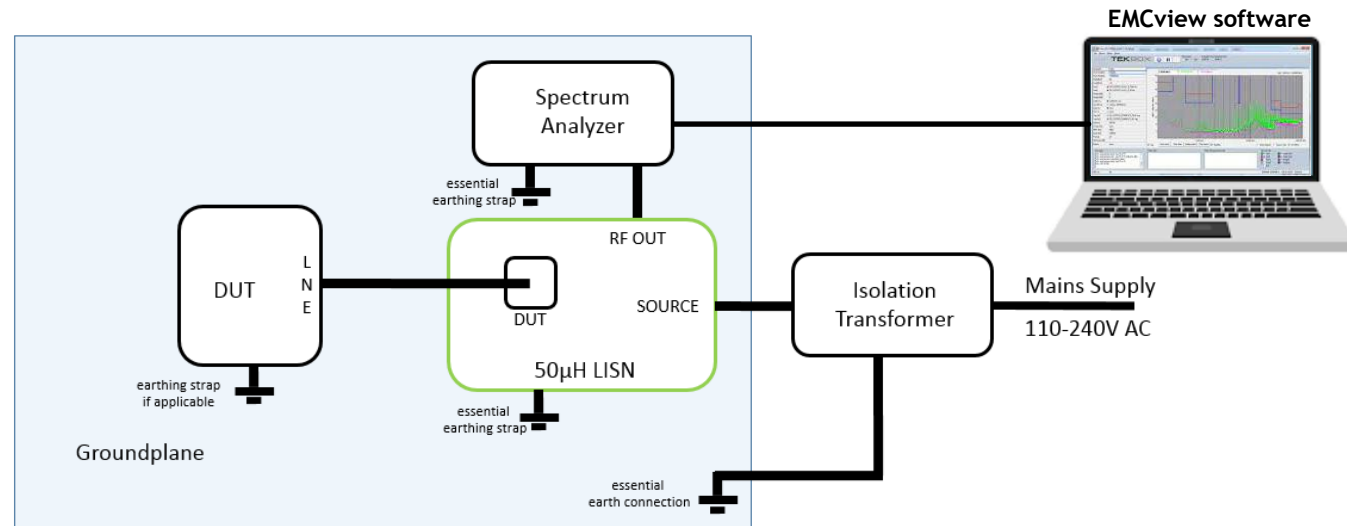 EMCview software
TEKBOX
Spectrum
Analyzer
essential
earthing strap
RF OUT
L
N
E
DUT
DUT
SOURCE
Isolation
Transformer
Mains Supply
110-240V AC
50µH LISN
earthing strap
if applicable
essential
earthing strap
Groundplane
essential
earth connection